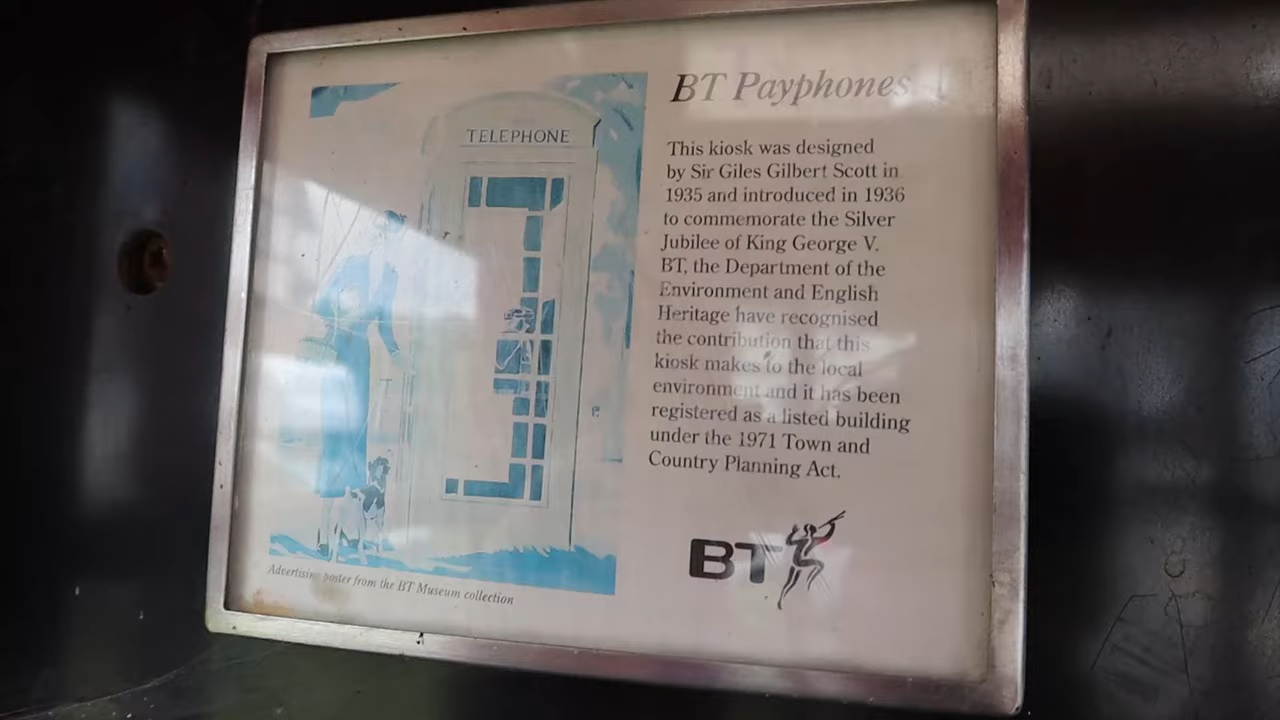 BT Payphones
TELEPHONE
This kiosk was designed
by Sir Giles Gilbert Scott in
1935 and introduced in 1936
to commemorate the Silver
Jubilee of King George V.
BT, the Department of the
Environment and English
Heritage have recognised
the contribution that this
kiosk makes to the local
environment and it has been
registered as a listed building
under the 1971 Town and
Country Planning Act.
BT
Advertising poster from the BT Museum collection